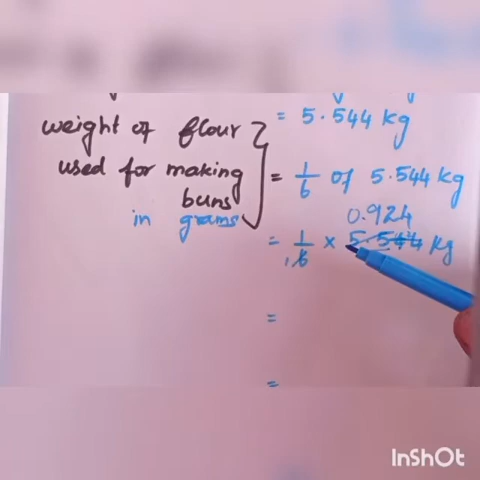 = 5.544 kg
weight of flour
used for making
buns
= 1/6 of 5.544 kg
in grams
0.924
= 1/6 × 5.544 kg
1
=
=
InShOt